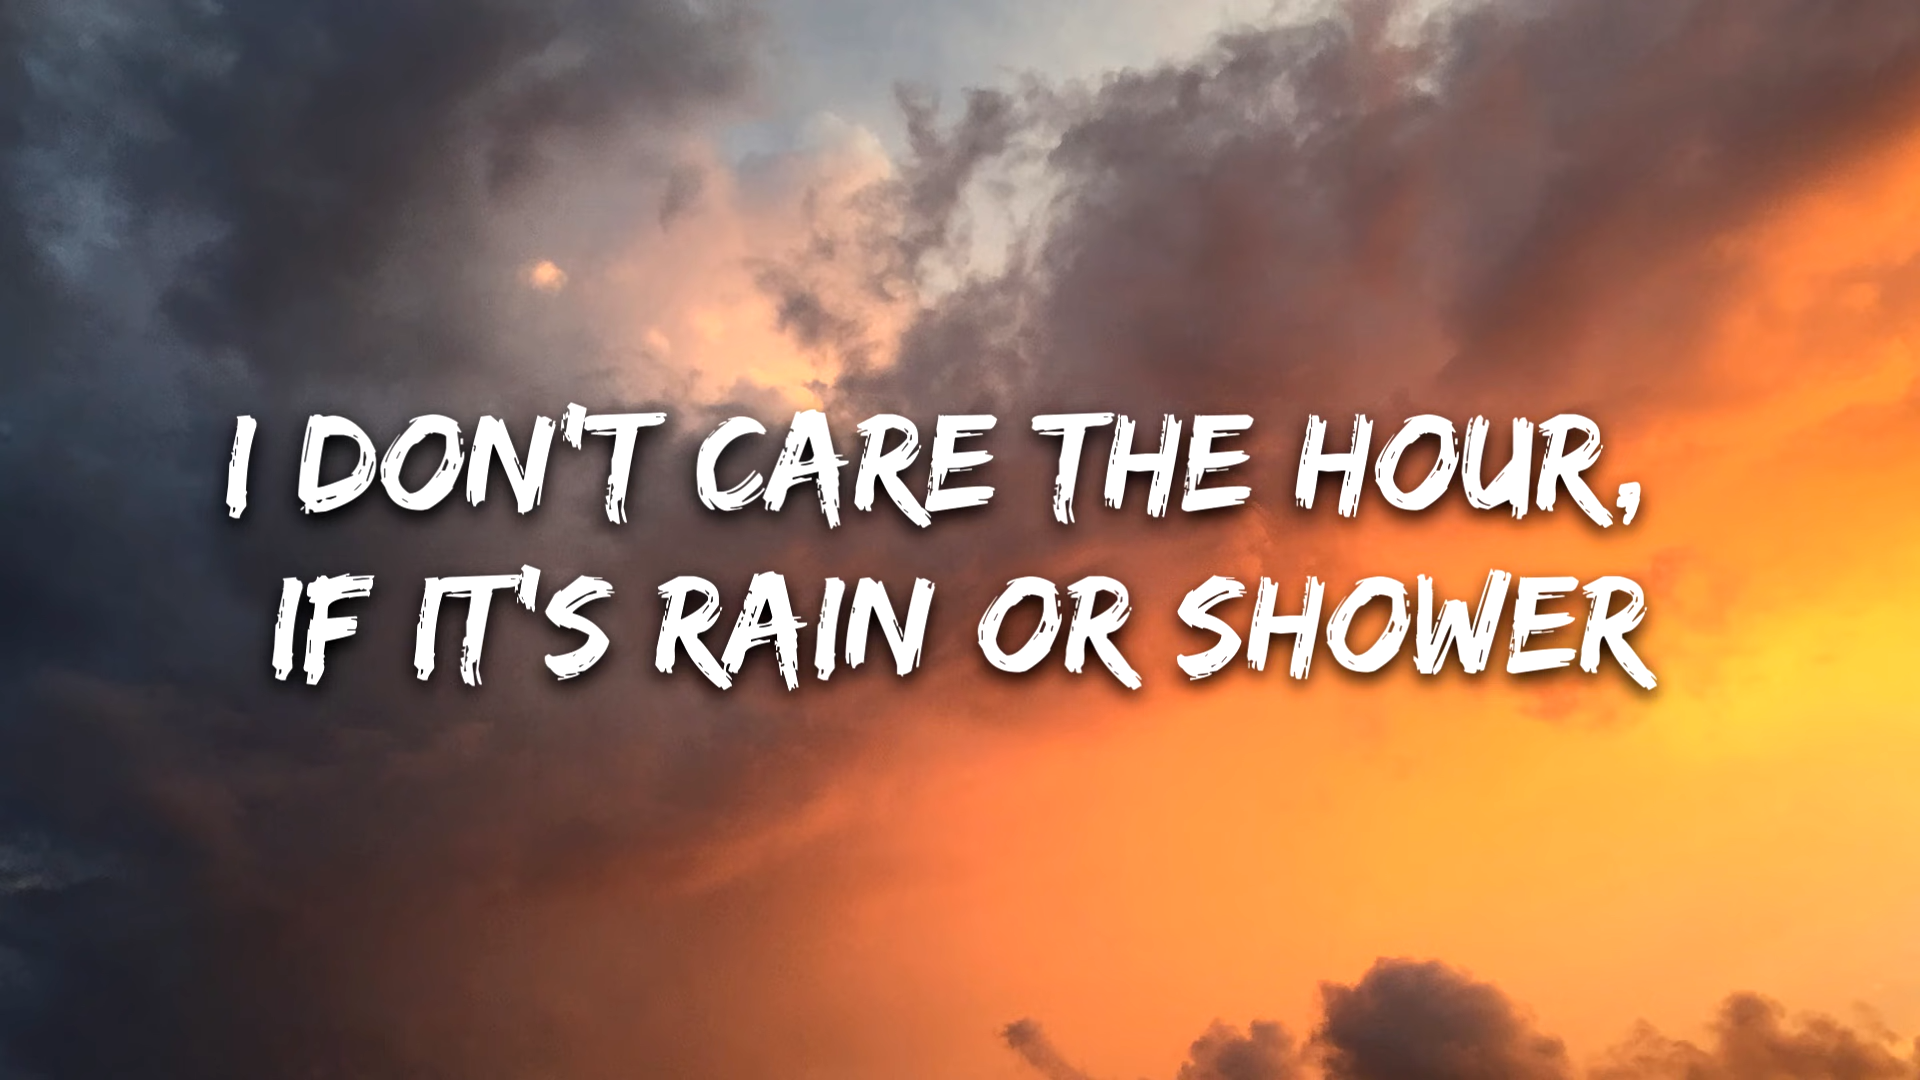 I DON'T CARE THE HOUR,
IF IT'S RAIN OR SHOWER